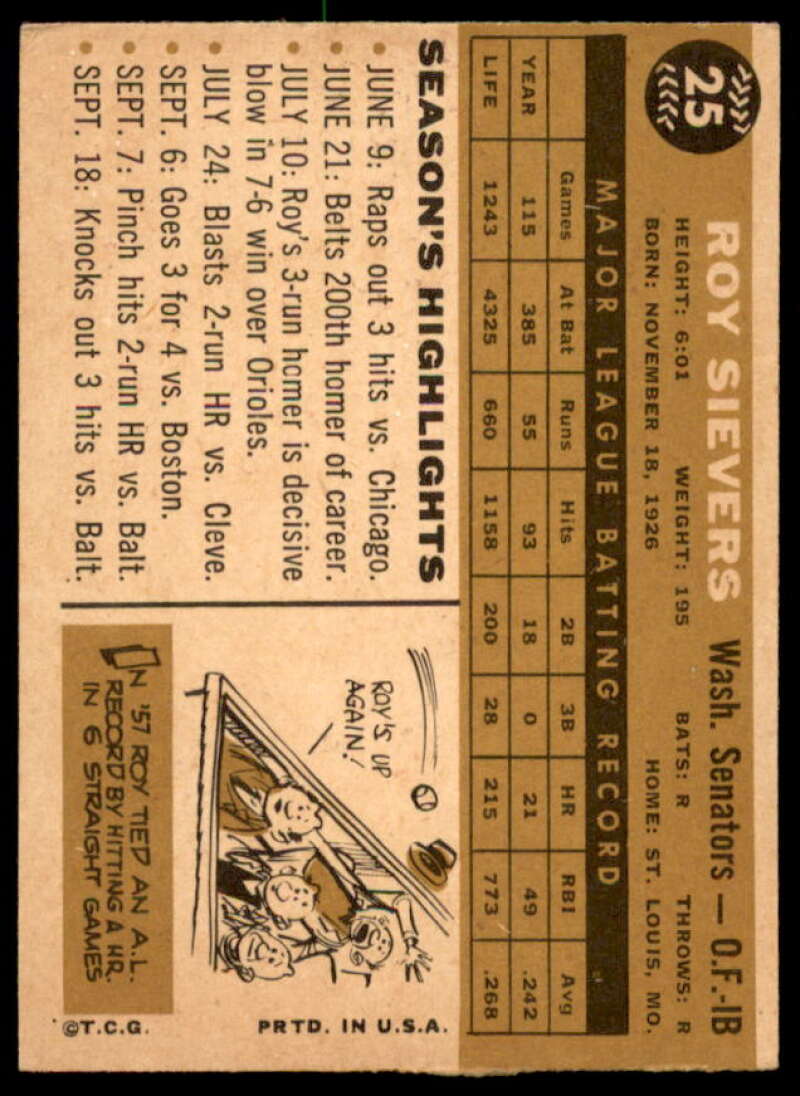 25
ROY SIEVERS Wash. Senators — O.F.-1B
HEIGHT: 6:01 WEIGHT: 195 BATS: R THROWS: R
BORN: NOVEMBER 18, 1926 HOME: ST. LOUIS, MO.
MAJOR LEAGUE BATTING RECORD
Games At Bat Runs Hits 2B 3B HR RBI Avg
YEAR 115 385 55 93 18 0 21 49 .242
LIFE 1243 4325 660 1158 200 28 215 773 .268
SEASON'S HIGHLIGHTS
• JUNE 9: Raps out 3 hits vs. Chicago.
• JUNE 21: Belts 200th homer of career.
• JULY 10: Roy's 3-run homer is decisive
blow in 7-6 win over Orioles.
• JULY 24: Blasts 2-run HR vs. Cleve.
• SEPT. 6: Goes 3 for 4 vs. Boston.
• SEPT. 7: Pinch hits 2-run HR vs. Balt.
• SEPT. 18: Knocks out 3 hits vs. Balt.
ROY'S UP
AGAIN!
IN '57 ROY TIED AN A.L.
RECORD BY HITTING A HR.
IN 6 STRAIGHT GAMES
©T.C.G. PRTD. IN U.S.A.